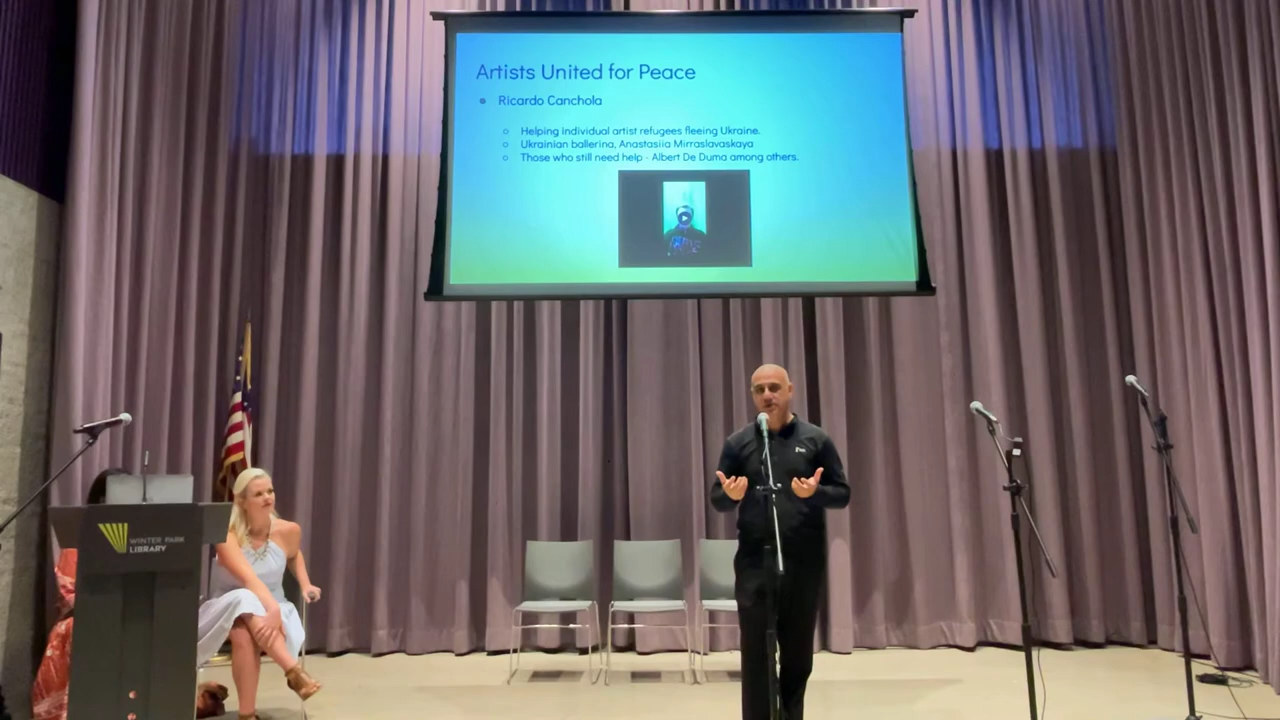 Artists United for Peace
Ricardo Canchola
Helping individual artist refugees fleeing Ukraine.
Ukrainian ballerina, Anastasiia Mirraslavaskaya
Those who still need help - Albert De Duma among others.
WINTER PARK
LIBRARY